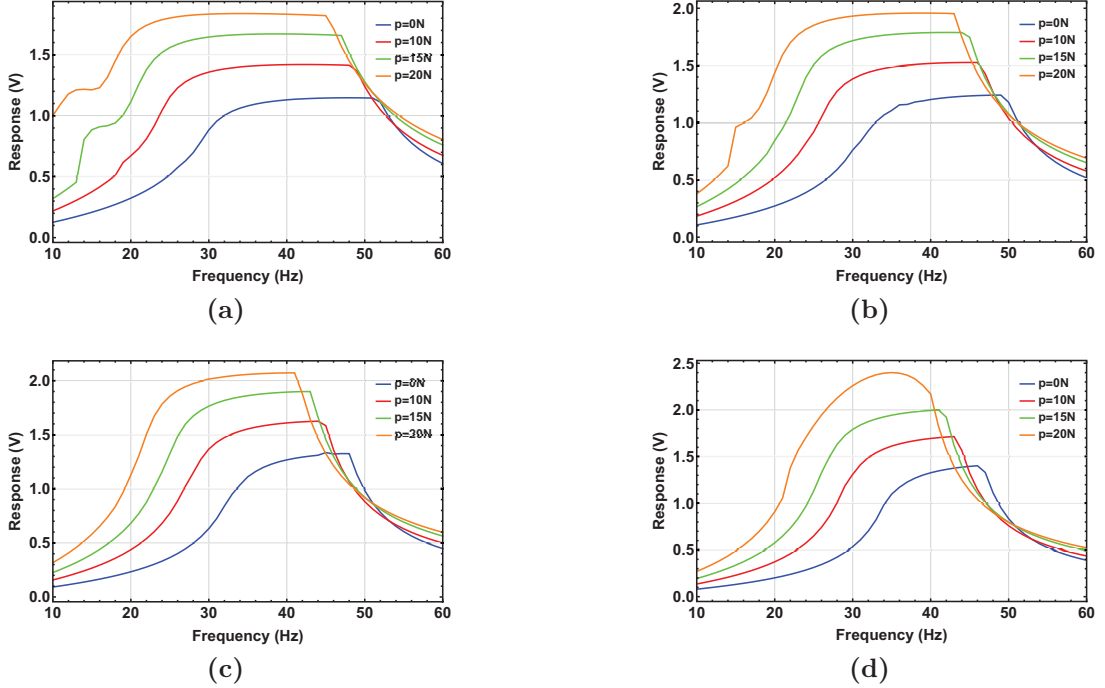 Response (V)
1.5
1.0
0.5
0.0
10 20 30 40 50 60
Frequency (Hz)
p=0N
p=10N
p=15N
p=20N
(a)
Response (V)
2.0
1.5
1.0
0.5
0.0
10 20 30 40 50 60
Frequency (Hz)
p=0N
p=10N
p=15N
p=20N
(b)
Response (V)
2.0
1.5
1.0
0.5
0.0
10 20 30 40 50 60
Frequency (Hz)
p=0N
p=10N
p=15N
p=20N
(c)
Response (V)
2.5
2.0
1.5
1.0
0.5
0.0
10 20 30 40 50 60
Frequency (Hz)
p=0N
p=10N
p=15N
p=20N
(d)